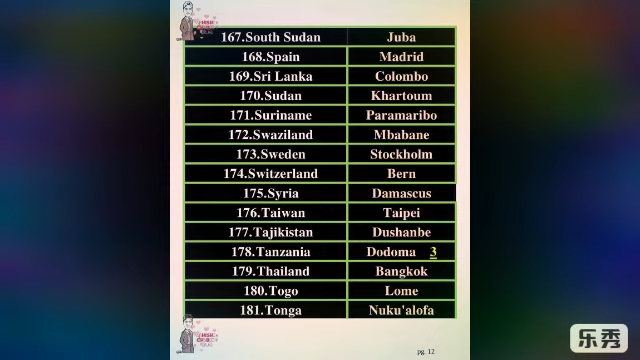 167.South Sudan Juba
168.Spain Madrid
169.Sri Lanka Colombo
170.Sudan Khartoum
171.Suriname Paramaribo
172.Swaziland Mbabane
173.Sweden Stockholm
174.Switzerland Bern
175.Syria Damascus
176.Taiwan Taipei
177.Tajikistan Dushanbe
178.Tanzania Dodoma 3
179.Thailand Bangkok
180.Togo Lome
181.Tonga Nuku'alofa
pg. 12
乐秀